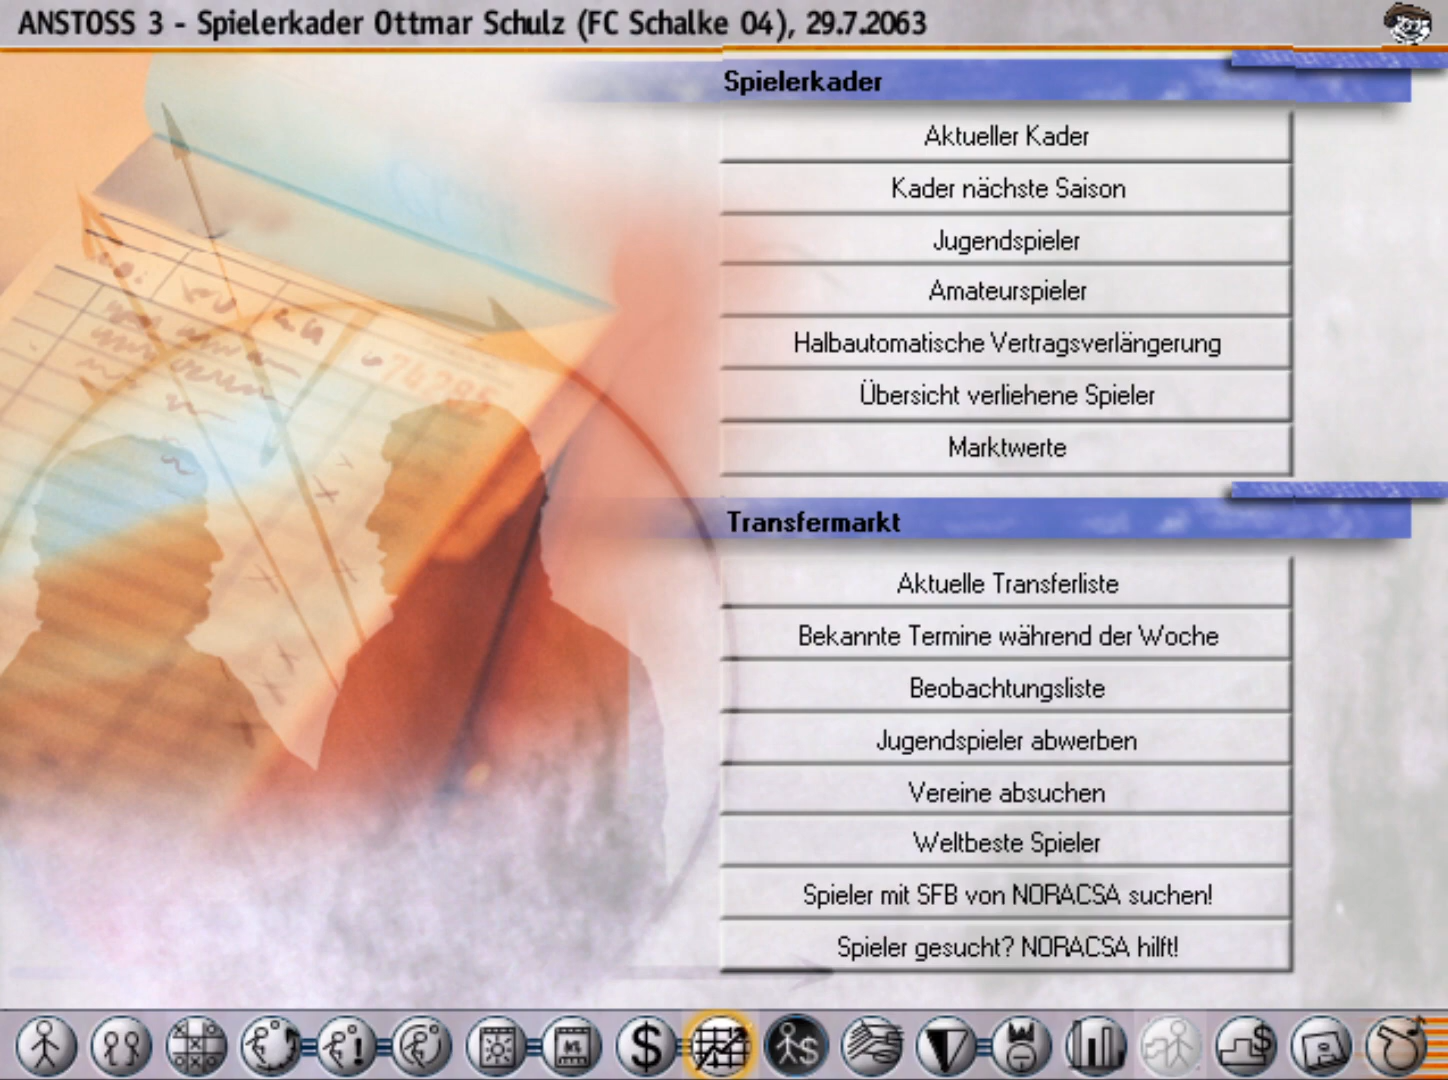 ANSTOSS 3 - Spielerkader Ottmar Schulz (FC Schalke 04), 29.7.2063
Spielerkader
Aktueller Kader
Kader nächste Saison
Jugendspieler
Amateurspieler
Halbautomatische Vertragsverlängerung
Übersicht verliehene Spieler
Marktwerte
Transfermarkt
Aktuelle Transferliste
Bekannte Termine während der Woche
Beobachtungsliste
Jugendspieler abwerben
Vereine absuchen
Weltbeste Spieler
Spieler mit SFB von NORACSA suchen!
Spieler gesucht? NORACSA hilft!